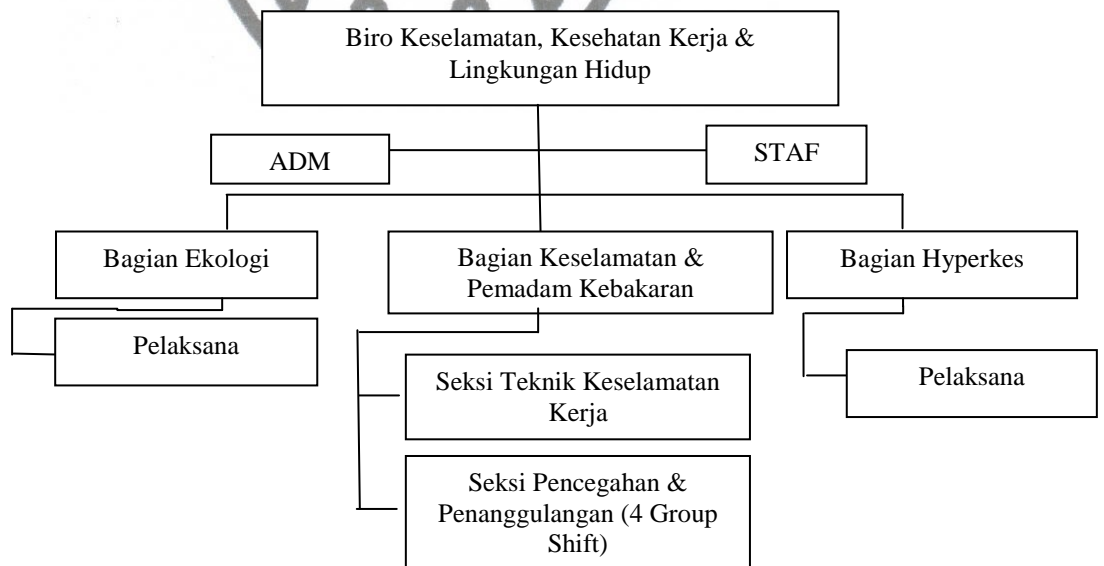 Biro Keselamatan, Kesehatan Kerja &
Lingkungan Hidup
ADM
STAF
Bagian Ekologi
Bagian Keselamatan &
Pemadam Kebakaran
Bagian Hyperkes
Pelaksana
Seksi Teknik Keselamatan
Kerja
Pelaksana
Seksi Pencegahan &
Penanggulangan (4 Group
Shift)